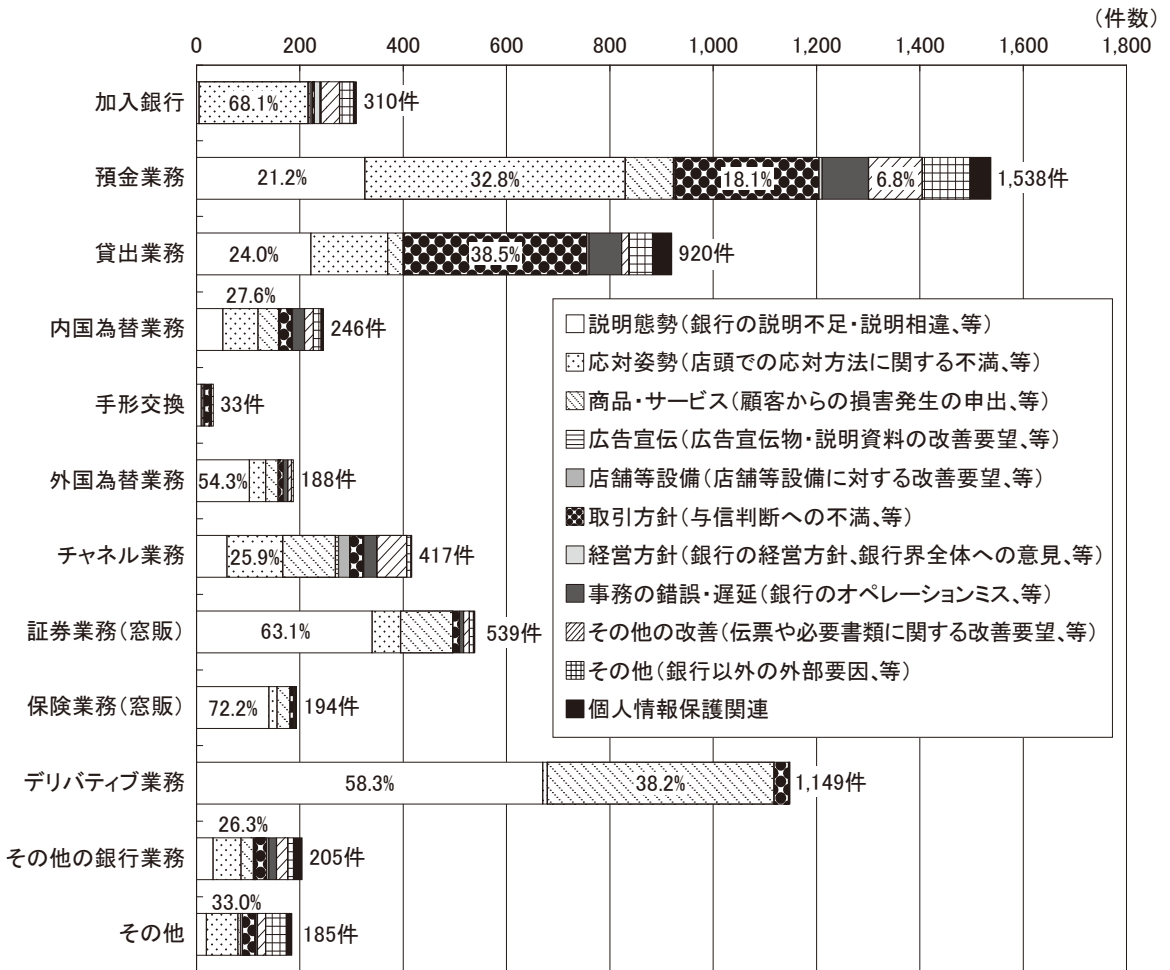 （件数）
0 200 400 600 800 1,000 1,200 1,400 1,600 1,800
加入銀行 68.1% 310件
預金業務 21.2% 32.8% 18.1% 6.8% 1,538件
貸出業務 24.0% 38.5% 920件
27.6%
内国為替業務 246件
手形交換 33件
外国為替業務 54.3% 188件
チャネル業務 25.9% 417件
証券業務（窓販） 63.1% 539件
保険業務（窓販） 72.2% 194件
デリバティブ業務 58.3% 38.2% 1,149件
26.3%
その他の銀行業務 205件
33.0%
その他 185件
説明態勢（銀行の説明不足・説明相違、等）
応対姿勢（店頭での応対方法に関する不満、等）
商品・サービス（顧客からの損害発生の申出、等）
広告宣伝（広告宣伝物・説明資料の改善要望、等）
店舗等設備（店舗等設備に対する改善要望、等）
取引方針（与信判断への不満、等）
経営方針（銀行の経営方針、銀行界全体への意見、等）
事務の錯誤・遅延（銀行のオペレーションミス、等）
その他の改善（伝票や必要書類に関する改善要望、等）
その他（銀行以外の外部要因、等）
個人情報保護関連